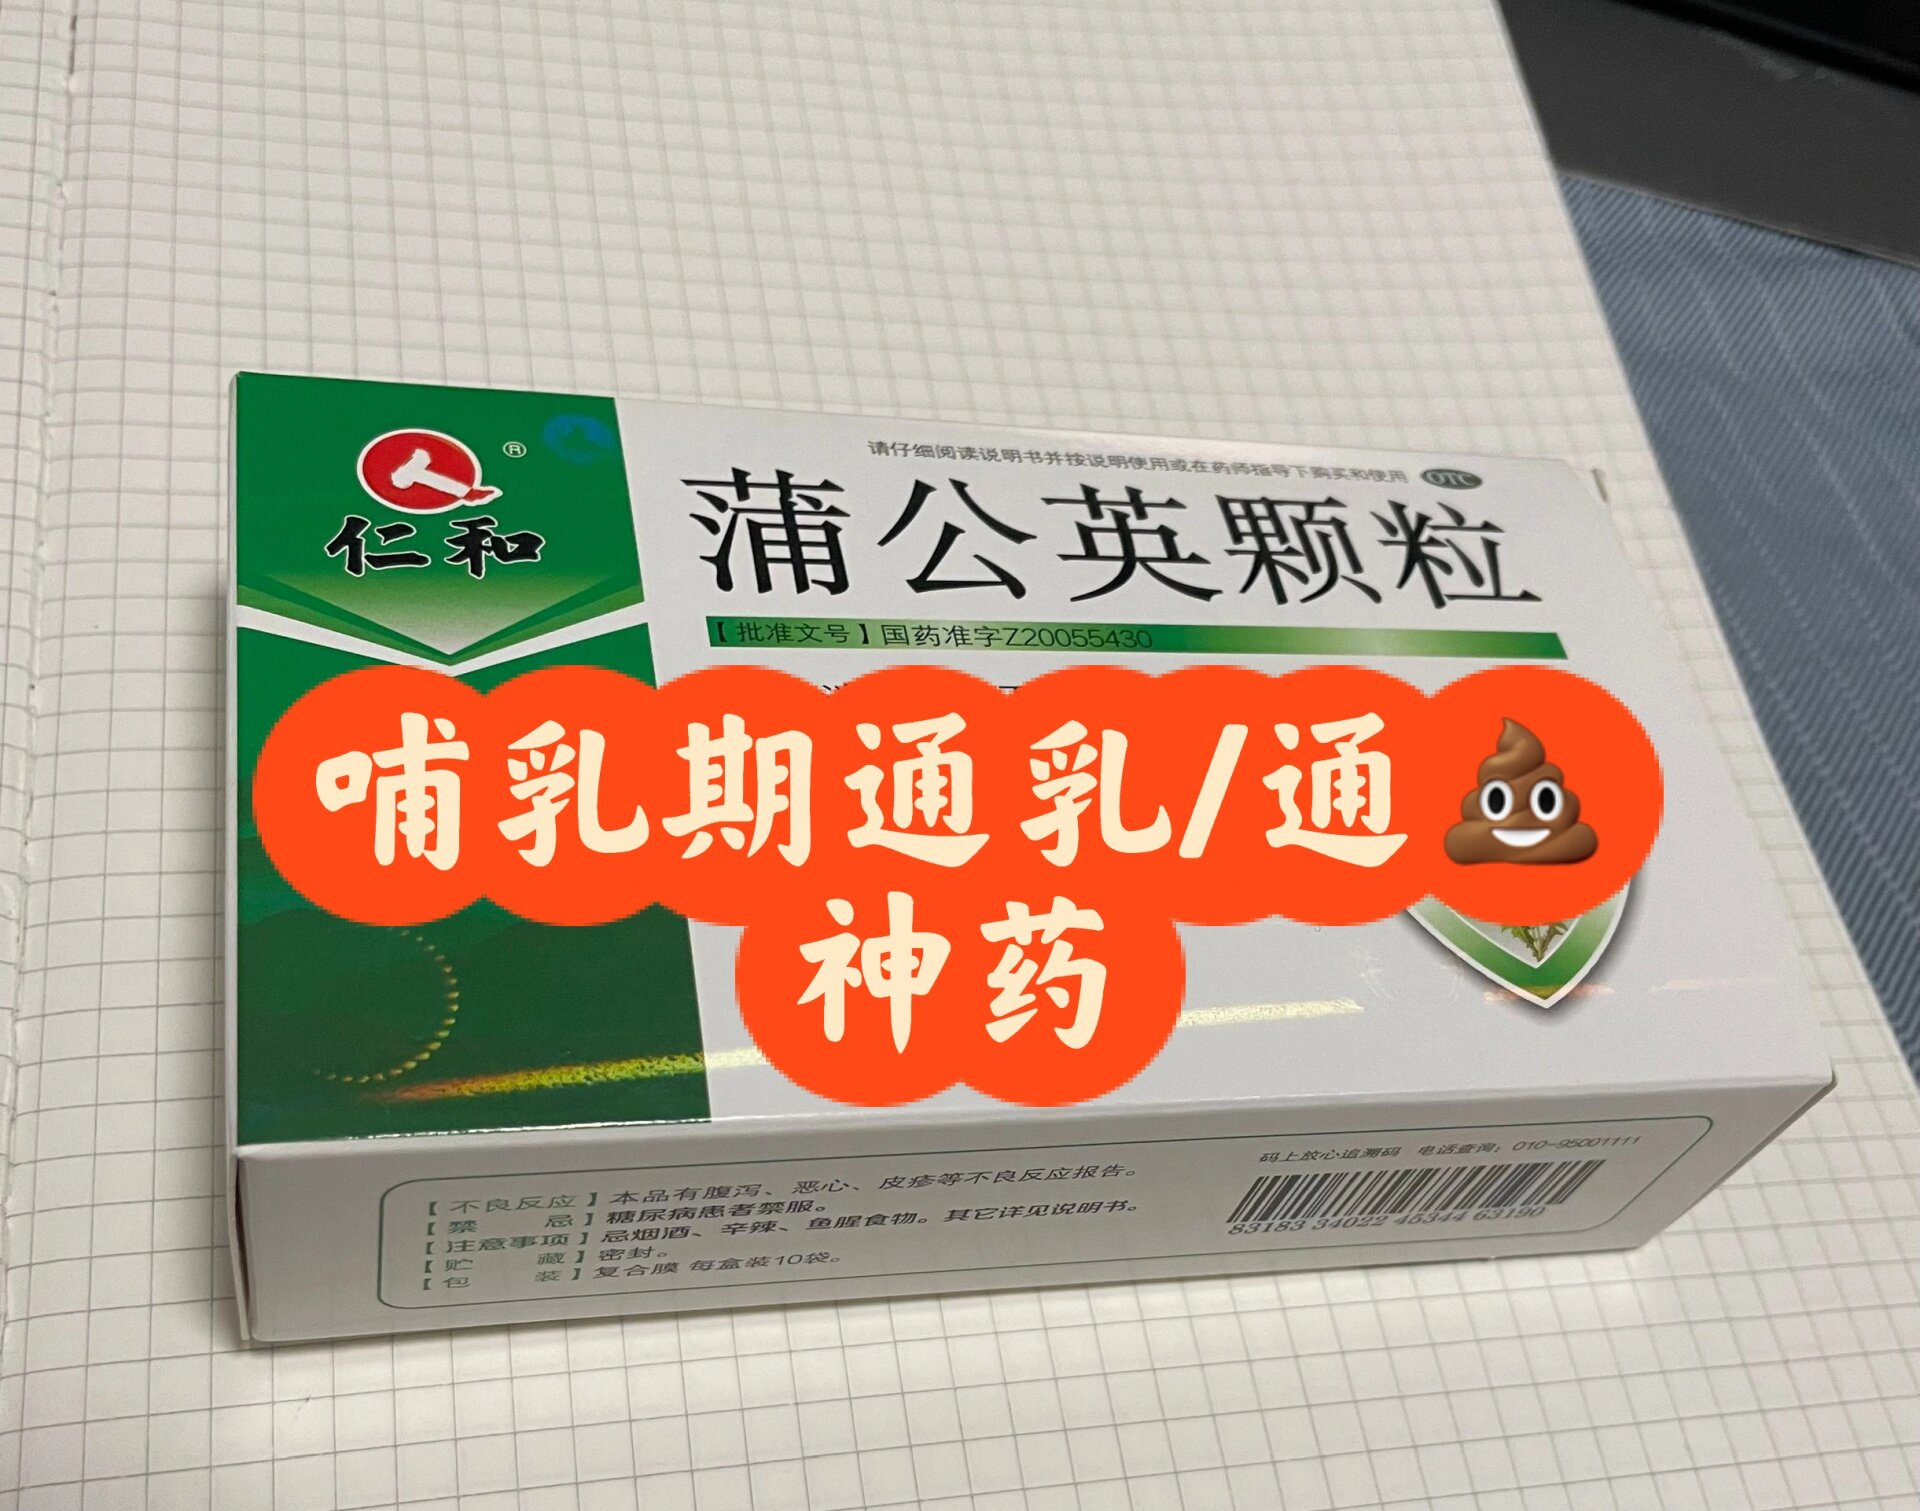 仁和
®
请仔细阅读说明书并按说明使用或在药师指导下购买和使用
OTC
蒲公英颗粒
【批准文号】国药准字Z20055430
哺乳期通乳/通💩
神药
【不良反应】本品有腹泻、恶心、皮疹等不良反应报告。
【禁 忌】糖尿病患者禁服。
【注意事项】忌烟酒、辛辣、鱼腥食物。其它详见说明书。
【贮 藏】密封。
【包 装】复合膜 每盒装10袋。
码上放心追溯码 电话查询：010-95001111
83183 34022 45344 63190